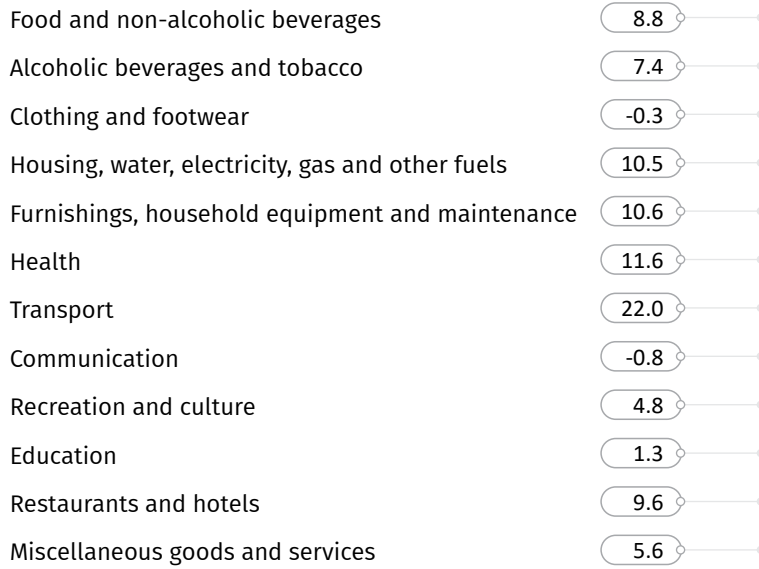 Food and non-alcoholic beverages 8.8
Alcoholic beverages and tobacco 7.4
Clothing and footwear -0.3
Housing, water, electricity, gas and other fuels 10.5
Furnishings, household equipment and maintenance 10.6
Health 11.6
Transport 22.0
Communication -0.8
Recreation and culture 4.8
Education 1.3
Restaurants and hotels 9.6
Miscellaneous goods and services 5.6